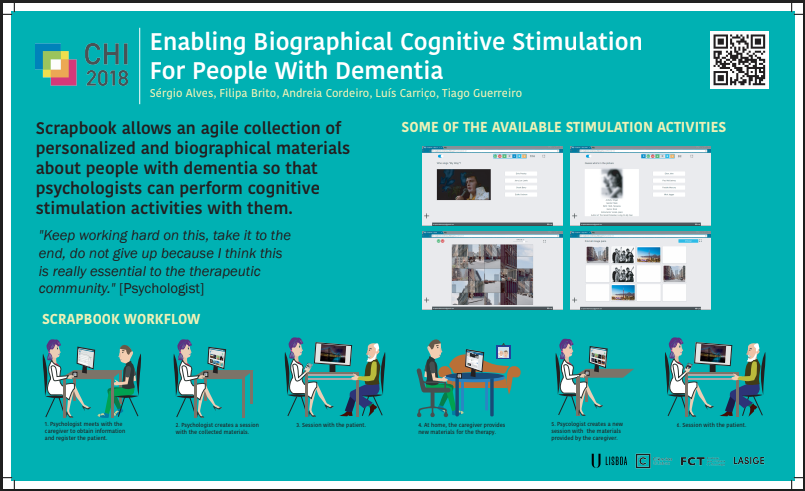 CHI
2018
Enabling Biographical Cognitive Stimulation
For People With Dementia
Sérgio Alves, Filipa Brito, Andreia Cordeiro, Luís Carriço, Tiago Guerreiro
Scrapbook allows an agile collection of
personalized and biographical materials
about people with dementia so that
psychologists can perform cognitive
stimulation activities with them.
"Keep working hard on this, take it to the
end, do not give up because I think this
is really essential to the therapeutic
community." [Psychologist]
SOME OF THE AVAILABLE STIMULATION ACTIVITIES
SCRAPBOOK WORKFLOW
1. Psychologist meets with the
caregiver to obtain information
and register the patient.
2. Psychologist creates a session
with the collected materials.
3. Session with the patient.
4. At home, the caregiver provides
new materials for the therapy.
5. Psycologist creates a new
session with the materials
provided by the caregiver.
6. Session with the patient.
LISBOA
FCT
LASIGE